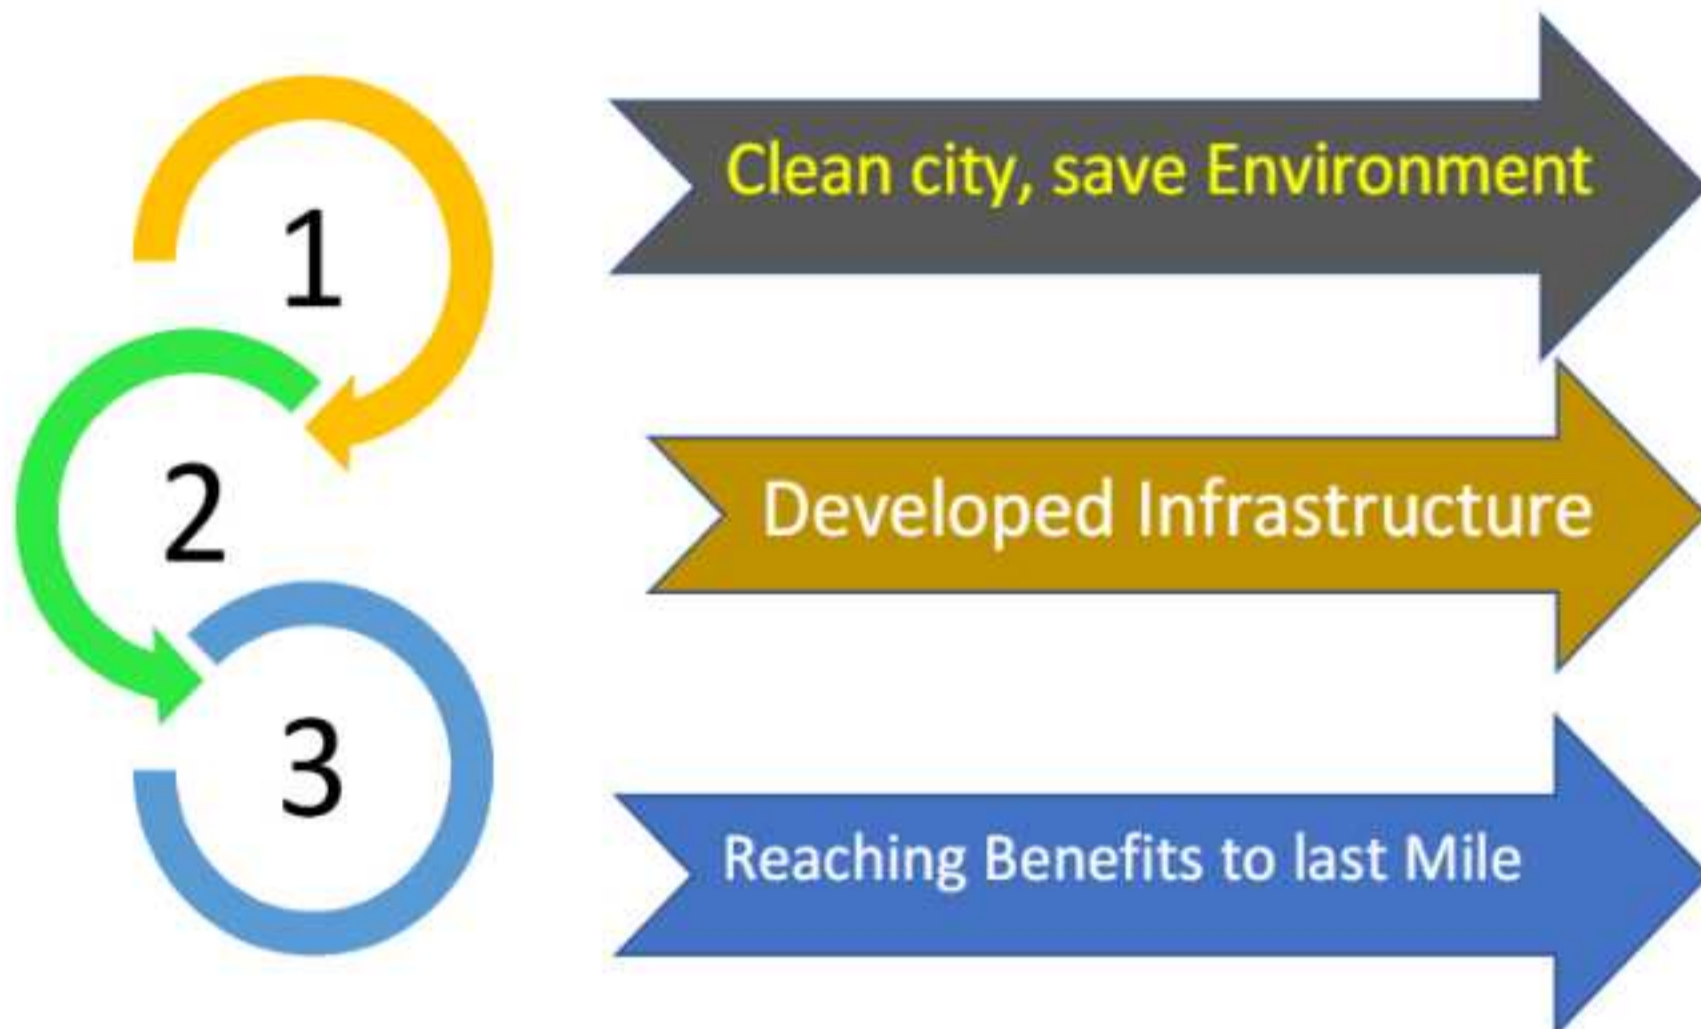 1
Clean city, save Environment
2
Developed Infrastructure
3
Reaching Benefits to last Mile